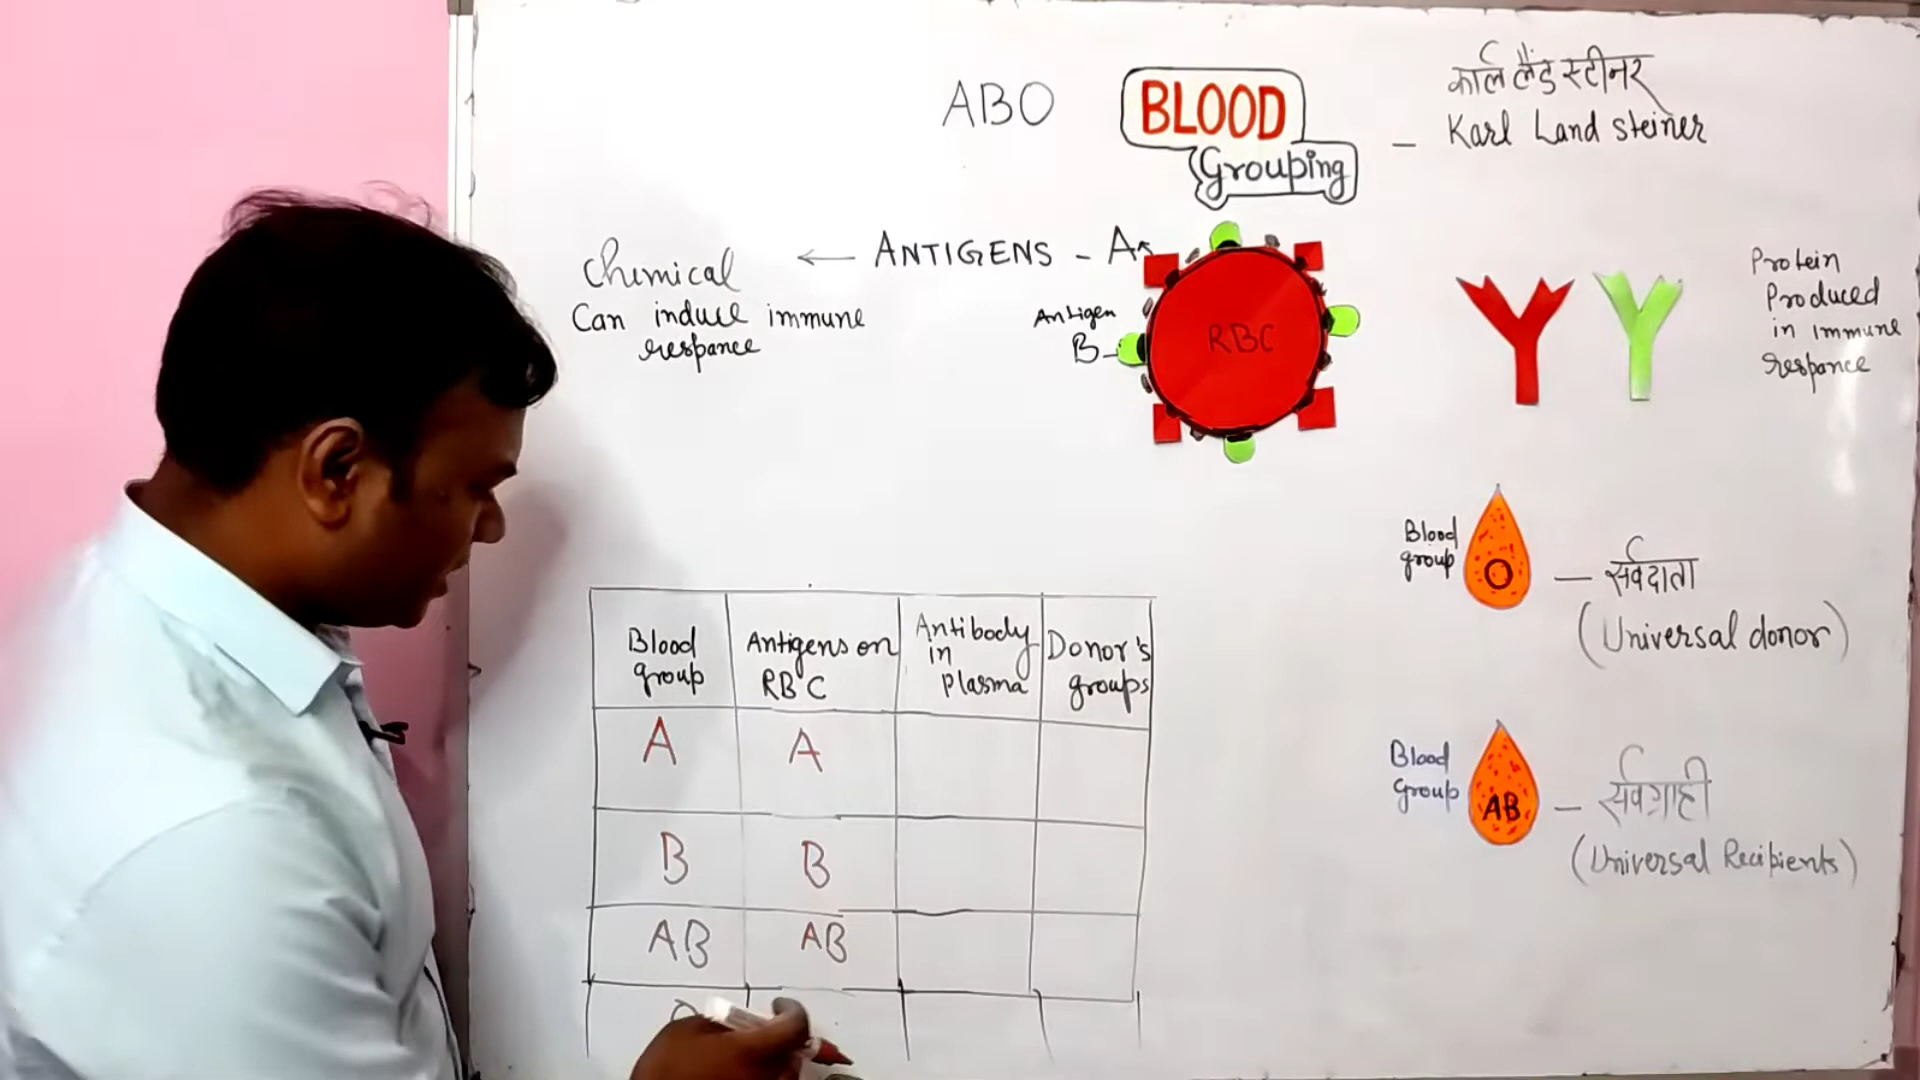 ABO
BLOOD
Grouping
—
कार्ल लैंड स्टीनर
Karl Land steiner
Chemical
Can induce immune
respance
← ANTIGENS - A
Antigen
B-
RBC
Protein
Produced
in immune
respance
Blood
group
O
— सर्वदाता
(Universal donor)
Blood
Group
AB
— सर्वग्राही
(Universal Recipients)
Blood
group
Antigens on
RBC
Antibody
in
Plasma
Donor's
groups
A
A
B
B
AB
AB